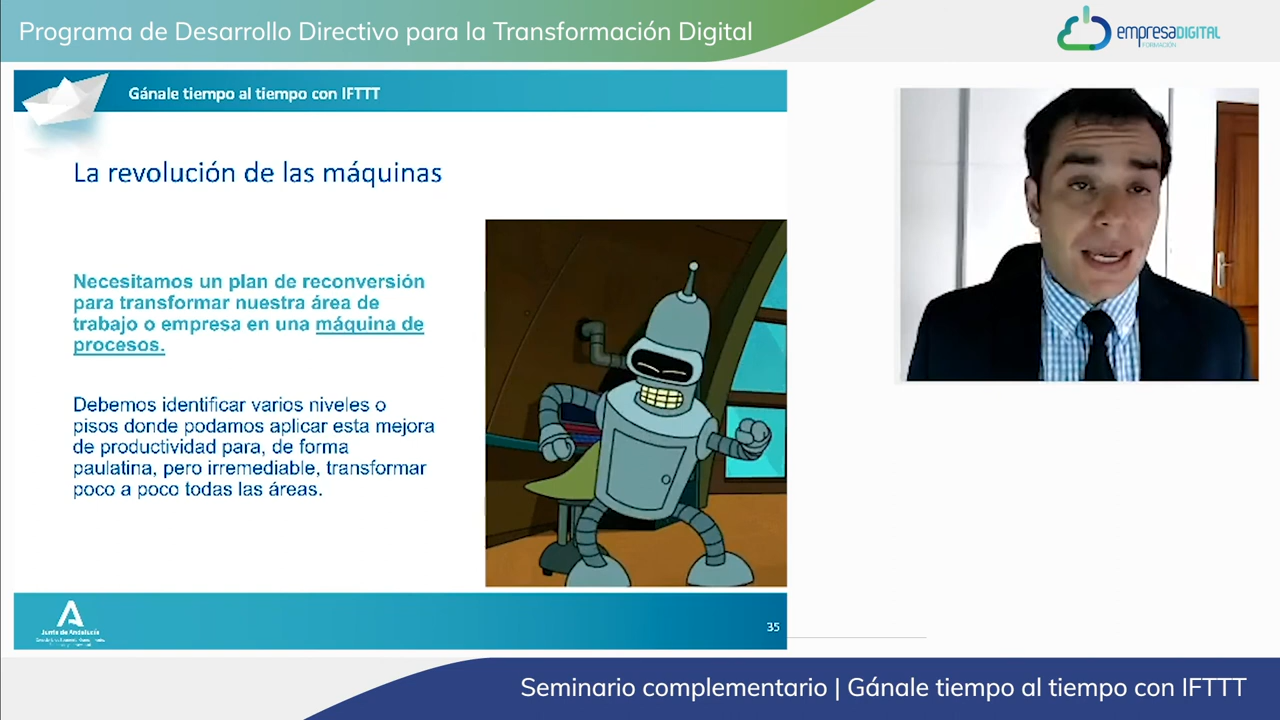 Programa de Desarrollo Directivo para la Transformación Digital
empresaDIGITAL
FORMACIÓN
Gánale tiempo al tiempo con IFTTT
La revolución de las máquinas
Necesitamos un plan de reconversión
para transformar nuestra área de
trabajo o empresa en una máquina de
procesos.
Debemos identificar varios niveles o
pisos donde podamos aplicar esta mejora
de productividad para, de forma
paulatina, pero irremediable, transformar
poco a poco todas las áreas.
Junta de Andalucía
35
Seminario complementario | Gánale tiempo al tiempo con IFTTT